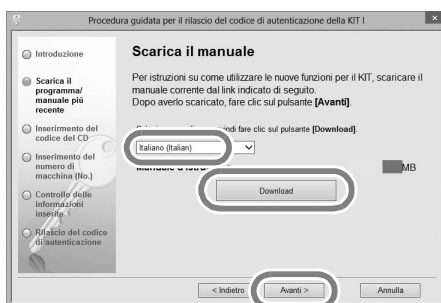 Procedura guidata per il rilascio del codice di autenticazione della KIT I
Introduzione
Scarica il
programma/
manuale più
recente
Inserirmento del
codice del CD
Inserimento del
numero di
macchina (No.)
Controllo delle
informazioni
inserite
Rilascio del codice
di autenticazione
Scarica il manuale
Per istruzioni su come utilizzare le nuove funzioni per il KIT, scaricare il
manuale corrente dal link indicato di seguito.
Dopo averlo scaricato, fare clic sul pulsante [Avanti].
fare clic sul pulsante [Download].
Italiano (Italian)
MB
Download
< Indietro
Avanti >
Annulla